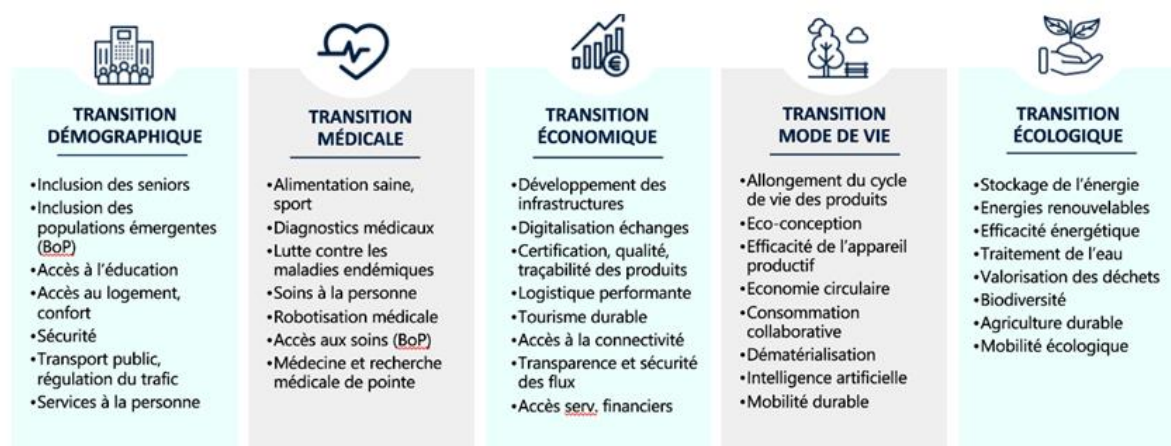 TRANSITION
DÉMOGRAPHIQUE
•Inclusion des seniors
•Inclusion des
populations émergentes
(BoP)
•Accès à l'éducation
•Accès au logement,
confort
•Sécurité
•Transport public,
régulation du trafic
•Services à la personne
TRANSITION
MÉDICALE
•Alimentation saine,
sport
•Diagnostics médicaux
•Lutte contre les
maladies endémiques
•Soins à la personne
•Robotisation médicale
•Accès aux soins (BoP)
•Médecine et recherche
médicale de pointe
TRANSITION
ÉCONOMIQUE
•Développement des
infrastructures
•Digitalisation échanges
•Certification, qualité,
traçabilité des produits
•Logistique performante
•Tourisme durable
•Accès à la connectivité
•Transparence et sécurité
des flux
•Accès serv. financiers
TRANSITION
MODE DE VIE
•Allongement du cycle
de vie des produits
•Eco-conception
•Efficacité de l'appareil
productif
•Economie circulaire
•Consommation
collaborative
•Dématérialisation
•Intelligence artificielle
•Mobilité durable
TRANSITION
ÉCOLOGIQUE
•Stockage de l'énergie
•Energies renouvelables
•Efficacité énergétique
•Traitement de l'eau
•Valorisation des déchets
•Biodiversité
•Agriculture durable
•Mobilité écologique